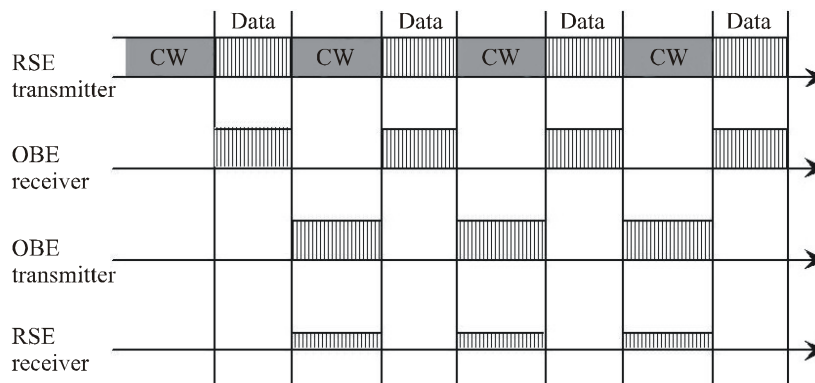 Data Data Data Data
RSE
transmitter
CW CW CW CW
OBE
receiver
OBE
transmitter
RSE
receiver